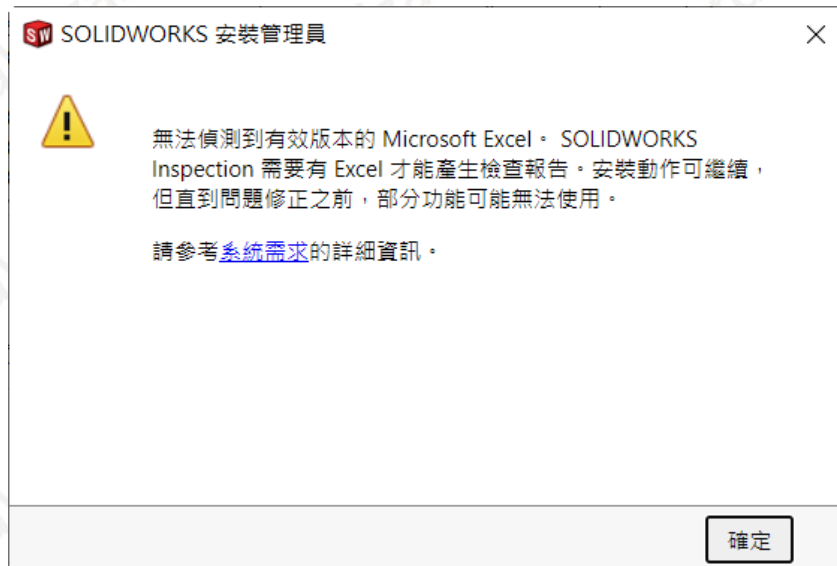 SW SOLIDWORKS 安裝管理員
無法偵測到有效版本的 Microsoft Excel。 SOLIDWORKS
Inspection 需要有 Excel 才能產生檢查報告。安裝動作可繼續，
但直到問題修正之前，部分功能可能無法使用。
請參考系統需求的詳細資訊。
確定